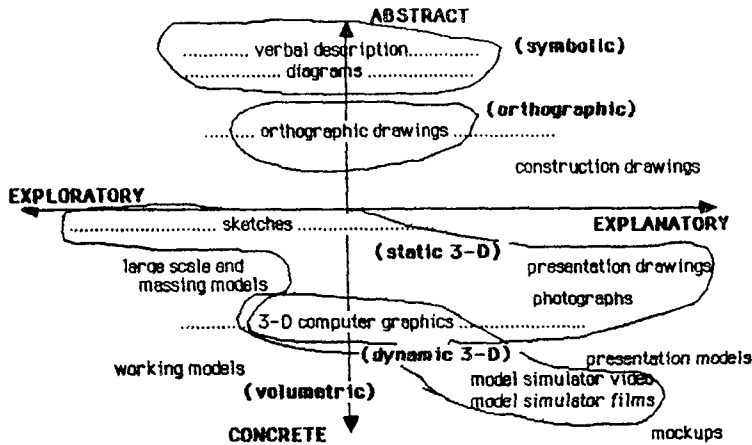 ABSTRACT
verbal description
(symbolic)
diagrams
(orthographic)
orthographic drawings
construction drawings
EXPLORATORY
EXPLANATORY
sketches
(static 3-D)
large scale and
massing models
presentation drawings
photographs
3-D computer graphics
(dynamic 3-D)
presentation models
working models
model simulator video
(volumetric)
model simulator films
CONCRETE
mockups